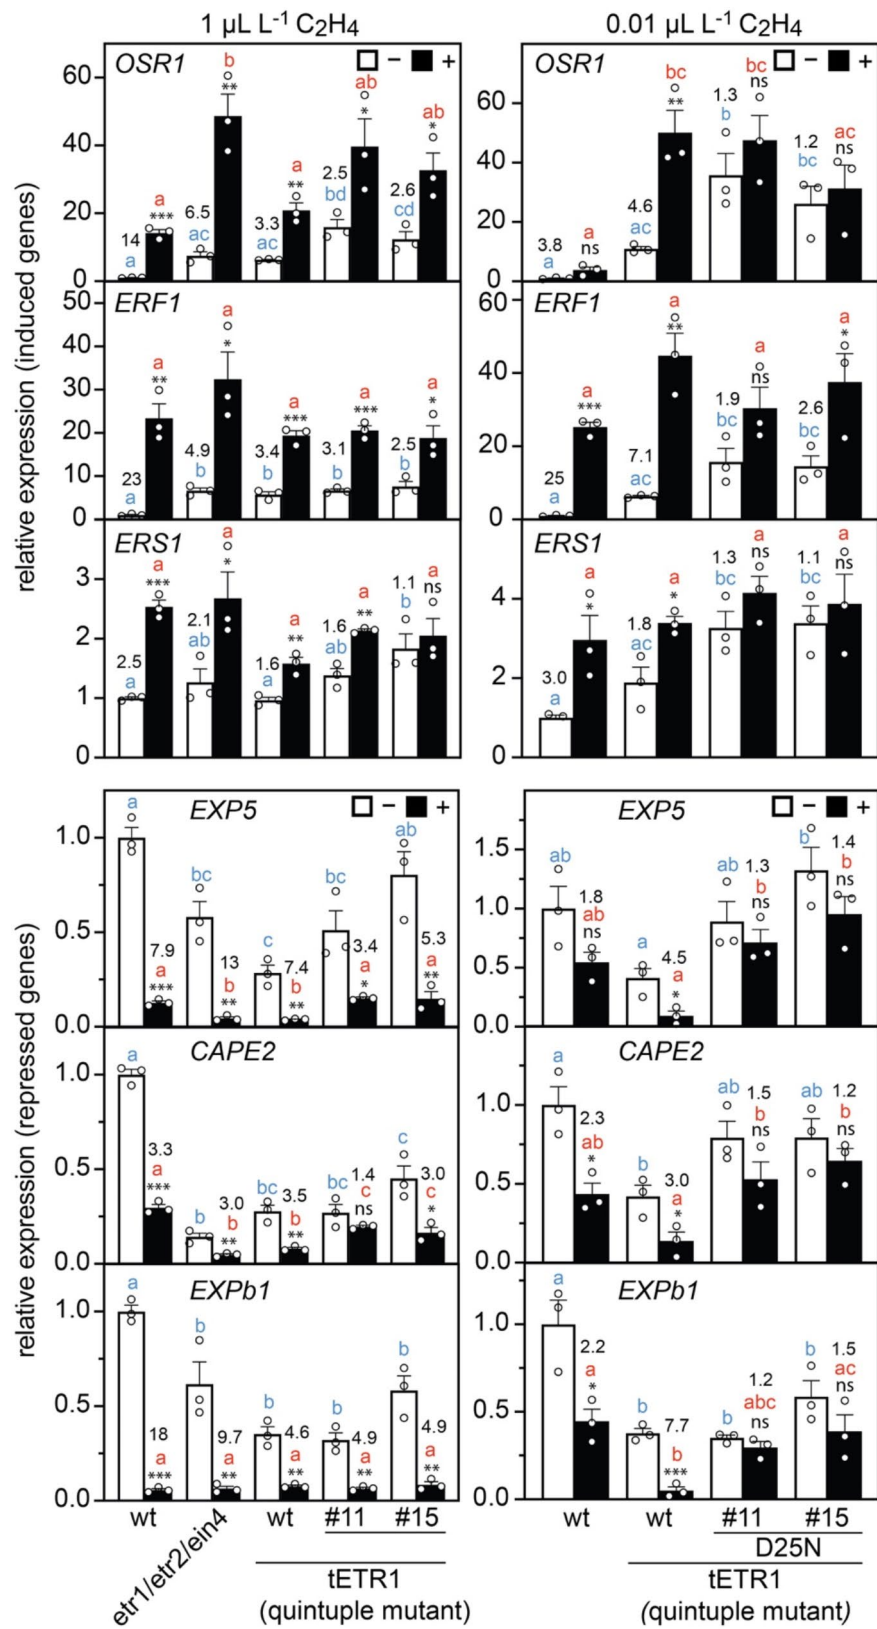 1 µL L-1 C2H4
0.01 µL L-1 C2H4
relative expression (induced genes)
OSR1
− +
60
40
20
0
14
a
a
***
6.5
ac
b
**
3.3
ac
a
**
2.5
bd
ab
*
2.6
cd
ab
*
OSR1
− +
60
40
20
0
3.8
a
a
ns
4.6
ac
bc
**
1.3
b
bc
ns
1.2
bc
ac
ns
ERF1
50
40
30
20
10
0
23
a
a
**
4.9
b
a
*
3.4
b
a
***
3.1
b
a
***
2.5
b
a
*
ERF1
60
40
20
0
25
a
a
***
7.1
ac
a
**
1.9
bc
a
ns
2.6
bc
a
*
ERS1
3
2
1
0
2.5
a
a
***
2.1
ab
a
*
1.6
a
a
**
1.6
ab
a
**
1.1
b
a
ns
ERS1
4
2
0
3.0
a
a
*
1.8
ac
a
*
1.3
bc
a
ns
1.1
bc
a
ns
relative expression (repressed genes)
EXP5
− +
1.0
0.5
0.0
a
7.9
a
***
bc
13
b
**
c
7.4
b
**
bc
3.4
a
*
ab
5.3
a
**
EXP5
− +
1.5
1.0
0.5
0.0
ab
1.8
ab
ns
a
4.5
a
*
ab
1.3
b
ns
b
1.4
b
ns
CAPE2
1.0
0.5
0.0
a
3.3
a
***
b
3.0
b
**
bc
3.5
b
**
bc
1.4
c
ns
c
3.0
c
*
CAPE2
1.0
0.5
0.0
a
2.3
ab
*
b
3.0
a
*
ab
1.5
b
ns
ab
1.2
b
ns
EXPb1
1.0
0.5
0.0
a
18
a
***
b
9.7
a
**
b
4.6
a
**
b
4.9
a
**
b
4.9
a
**
EXPb1
1.0
0.5
0.0
a
2.2
a
*
b
7.7
b
***
b
1.2
abc
ns
b
1.5
ac
ns
wt
etr1/etr2/ein4
wt
#11
#15
tETR1
(quintuple mutant)
wt
wt
#11
#15
D25N
tETR1
(quintuple mutant)